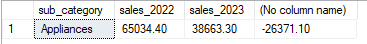 sub_category sales_2022 sales_2023 (No column name)
1 Appliances 65034.40 38663.30 -26371.10